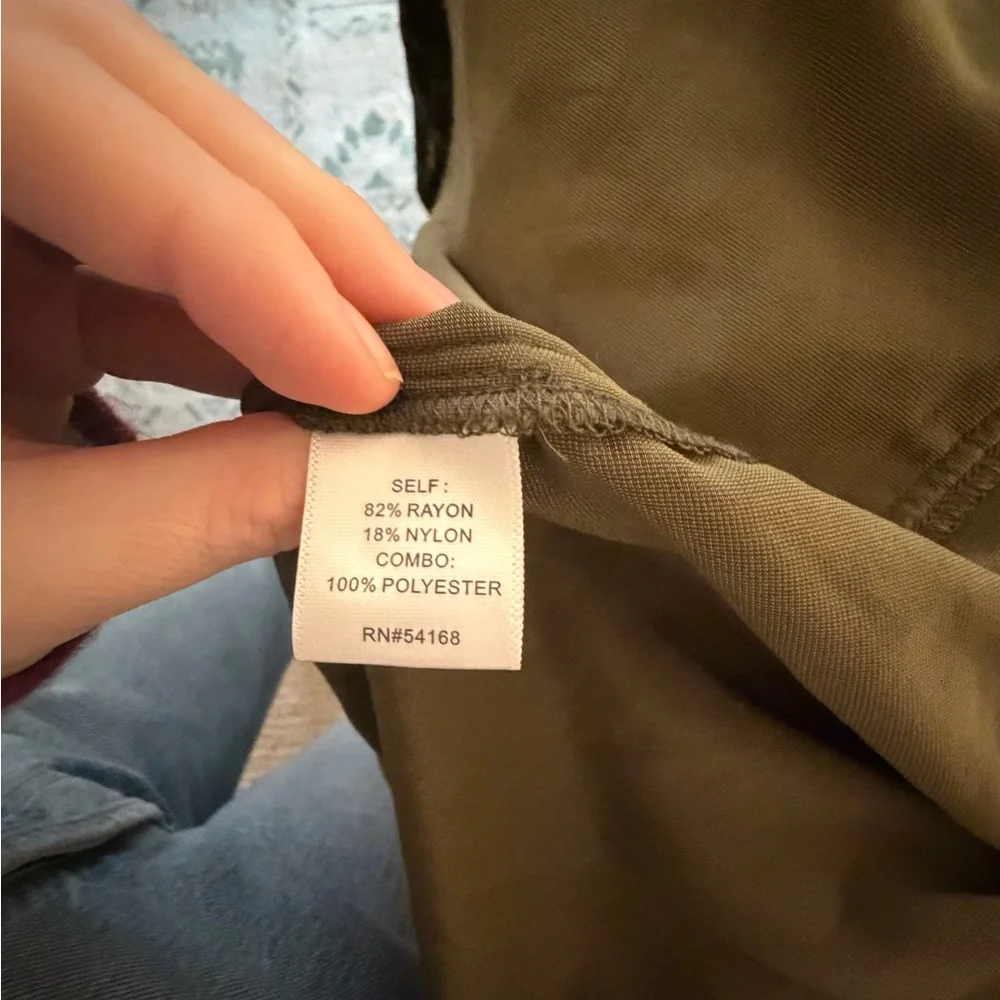 SELF:
82% RAYON
18% NYLON
COMBO:
100% POLYESTER
RN#54168